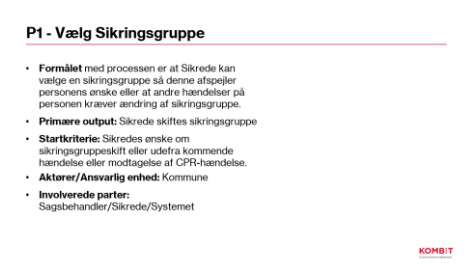 P1 - Vælg Sikringsgruppe
• Formålet med processen er at Sikrede kan
vælge en sikringsgruppe så denne afspejler
personens ønske eller at andre hændelser på
personen kræver ændring af sikringsgruppe.
• Primære output: Sikrede skiftes sikringsgruppe
• Startkriterie: Sikredes ønske om
sikringsgruppeskift eller udefra kommende
hændelse eller modtagelse af CPR-hændelse.
• Aktører/Ansvarlig enhed: Kommune
• Involverede parter:
Sagsbehandler/Sikrede/Systemet
KOMBIT